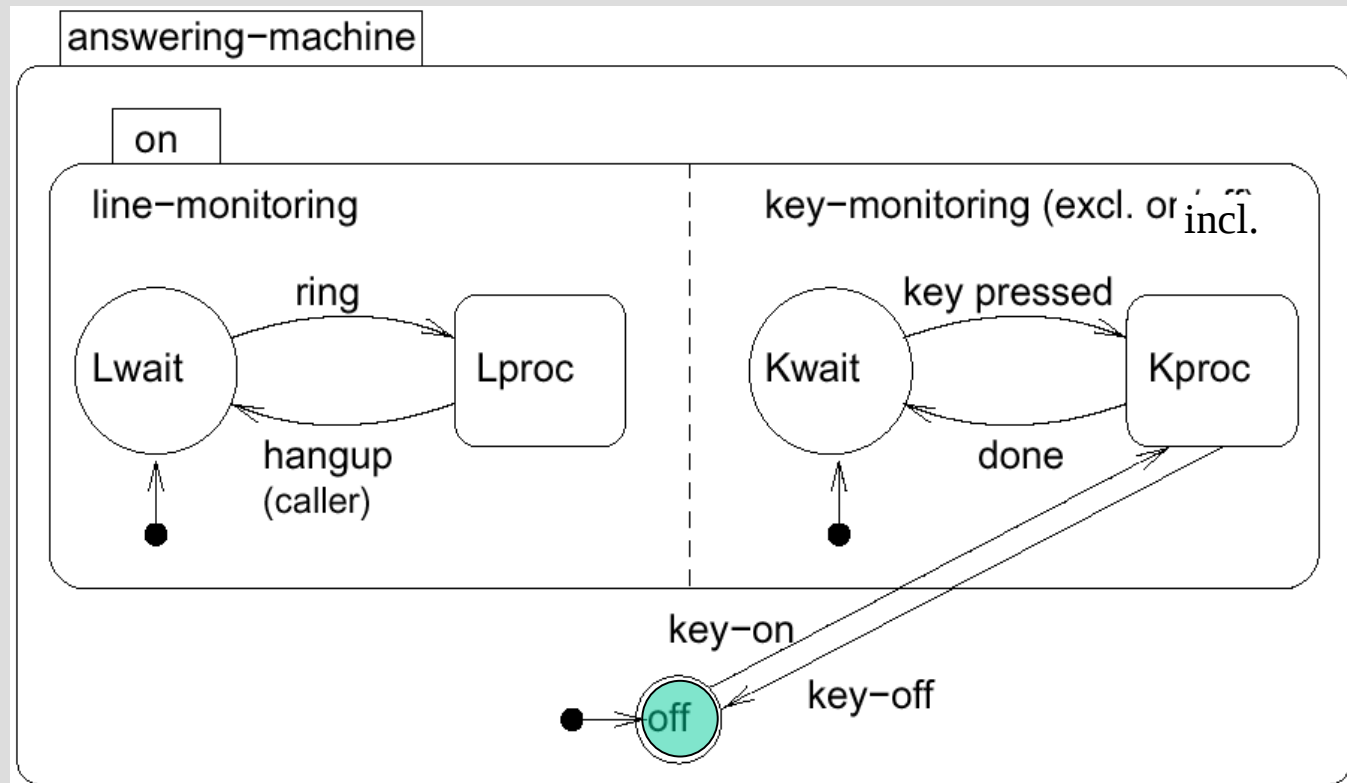 answering−machine
on
line−monitoring
key−monitoring (excl. or
incl.
ring
key pressed
Lwait
Lproc
Kwait
Kproc
hangup
(caller)
done
key−on
key−off
off